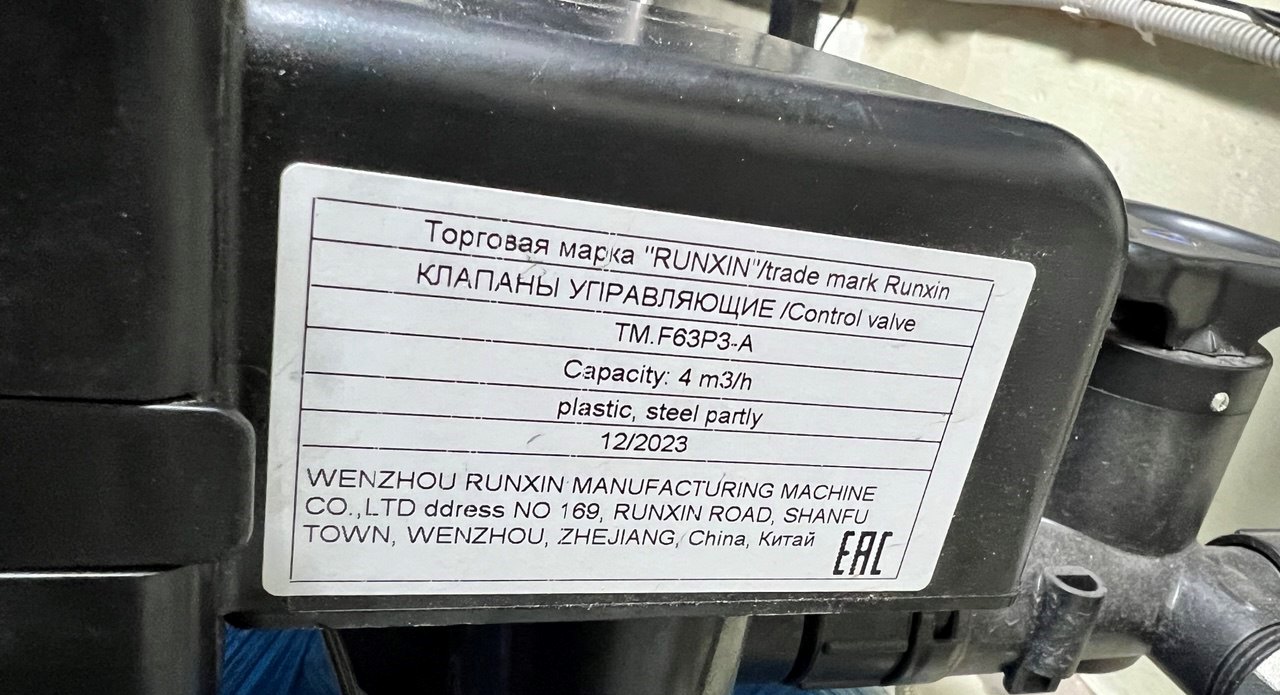 Торговая марка "RUNXIN"/trade mark Runxin
КЛАПАНЫ УПРАВЛЯЮЩИЕ /Control valve
TM.F63P3-A
Capacity: 4 m3/h
plastic, steel partly
12/2023
WENZHOU RUNXIN MANUFACTURING MACHINE
CO.,LTD ddress NO 169, RUNXIN ROAD, SHANFU
TOWN, WENZHOU, ZHEJIANG, China, Китай
EAC